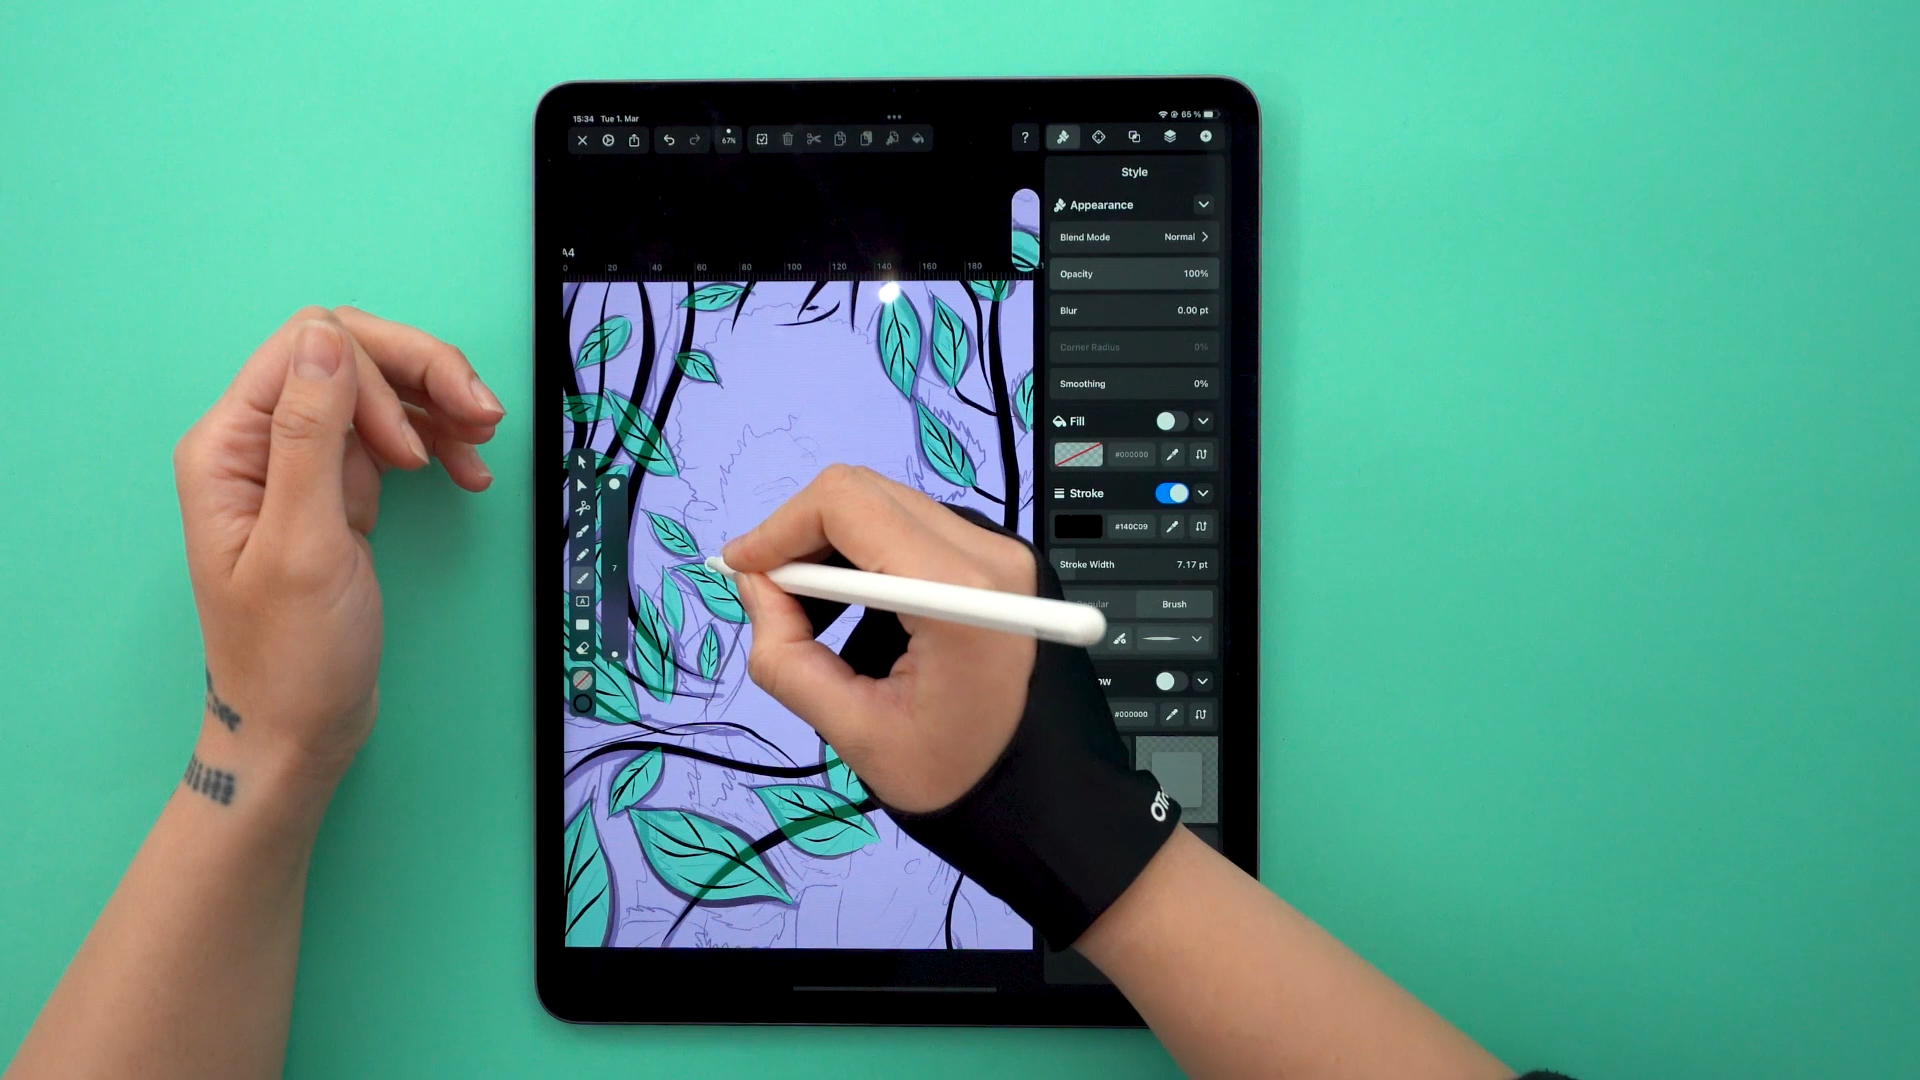 15:34 Tue 1. Mar
65 %
67%
?
Style
Appearance
Blend Mode Normal
Opacity 100%
Blur 0.00 pt
Corner Radius 0%
Smoothing 0%
Fill
#000000
Stroke
#140C09
Stroke Width 7.17 pt
Brush
#000000
A4
0 20 40 60 80 100 120 140 160 180
7
A